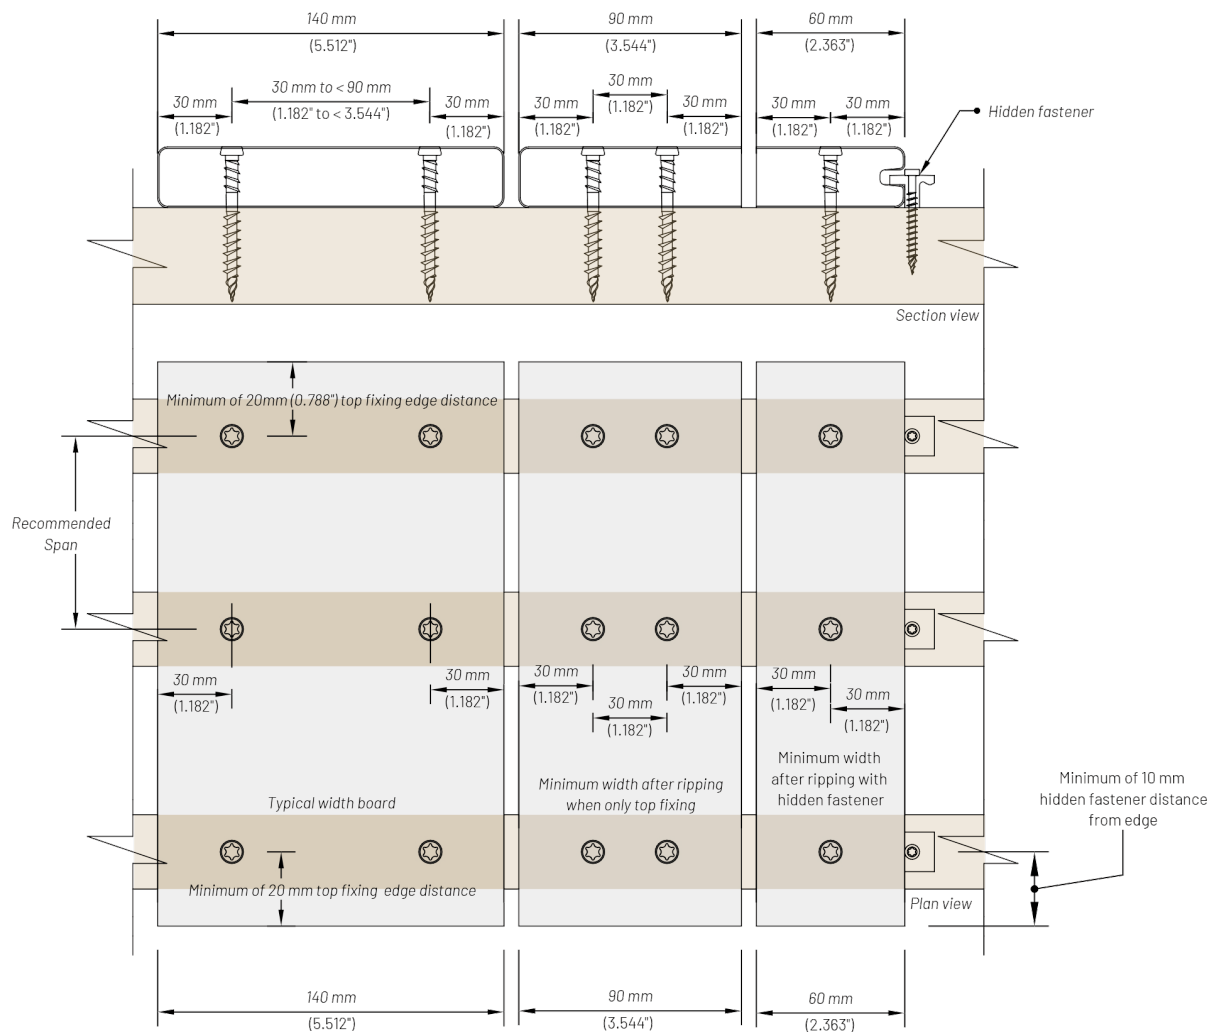 140 mm
(5.512")
90 mm
(3.544")
60 mm
(2.363")
30 mm
(1.182")
30 mm to < 90 mm
(1.182" to < 3.544")
30 mm
(1.182")
30 mm
(1.182")
30 mm
(1.182")
30 mm
(1.182")
30 mm
(1.182")
30 mm
(1.182")
Hidden fastener
Section view
Minimum of 20mm (0.788") top fixing edge distance
Recommended
Span
30 mm
(1.182")
30 mm
(1.182")
30 mm
(1.182")
30 mm
(1.182")
30 mm
(1.182")
30 mm
(1.182")
30 mm
(1.182")
Typical width board
Minimum width after ripping
when only top fixing
Minimum width
after ripping with
hidden fastener
Minimum of 10 mm
hidden fastener distance
from edge
Minimum of 20 mm top fixing edge distance
Plan view
140 mm
(5.512")
90 mm
(3.544")
60 mm
(2.363")